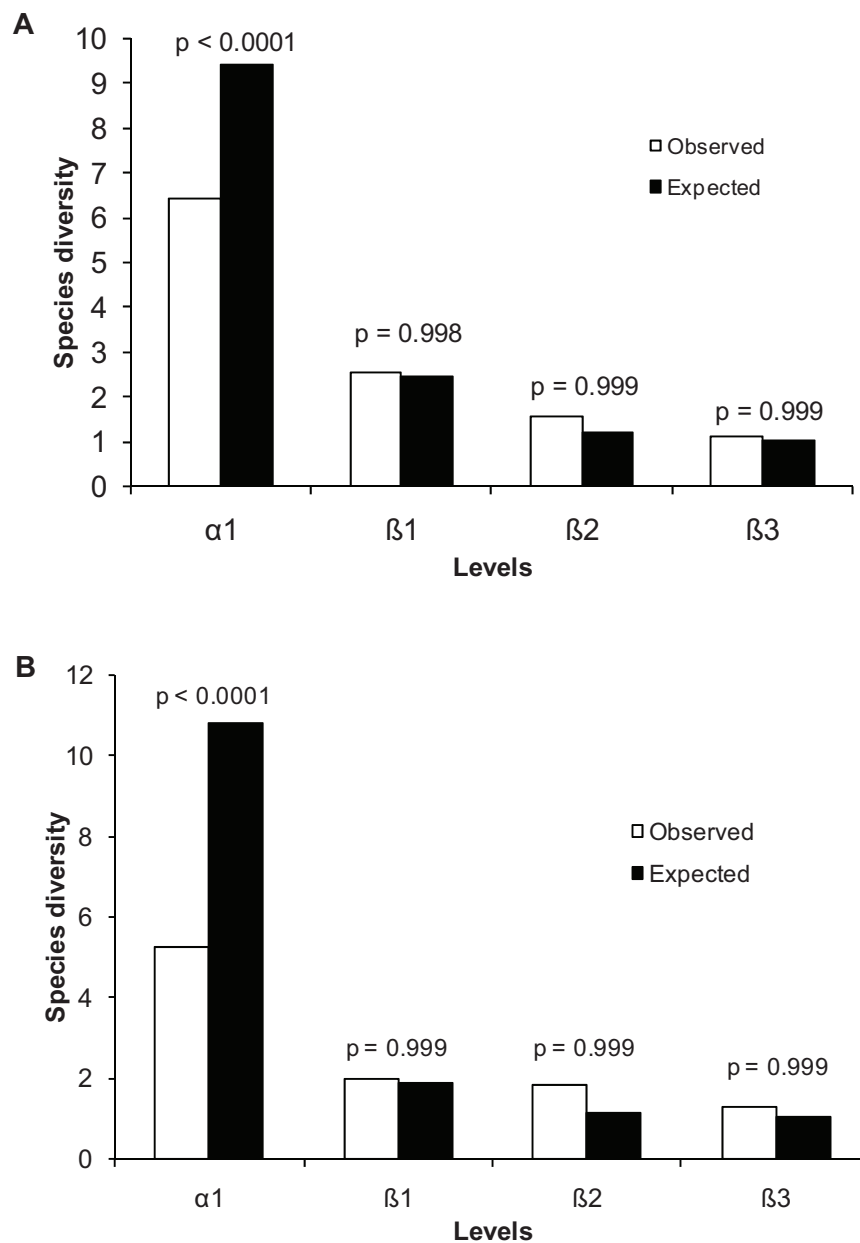 A
Species diversity
10
9
8
7
6
5
4
3
2
1
0
p < 0.0001
p = 0.998
p = 0.999
p = 0.999
Observed
Expected
α1
ß1
ß2
ß3
Levels
B
Species diversity
12
10
8
6
4
2
0
p < 0.0001
p = 0.999
p = 0.999
p = 0.999
Observed
Expected
α1
ß1
ß2
ß3
Levels